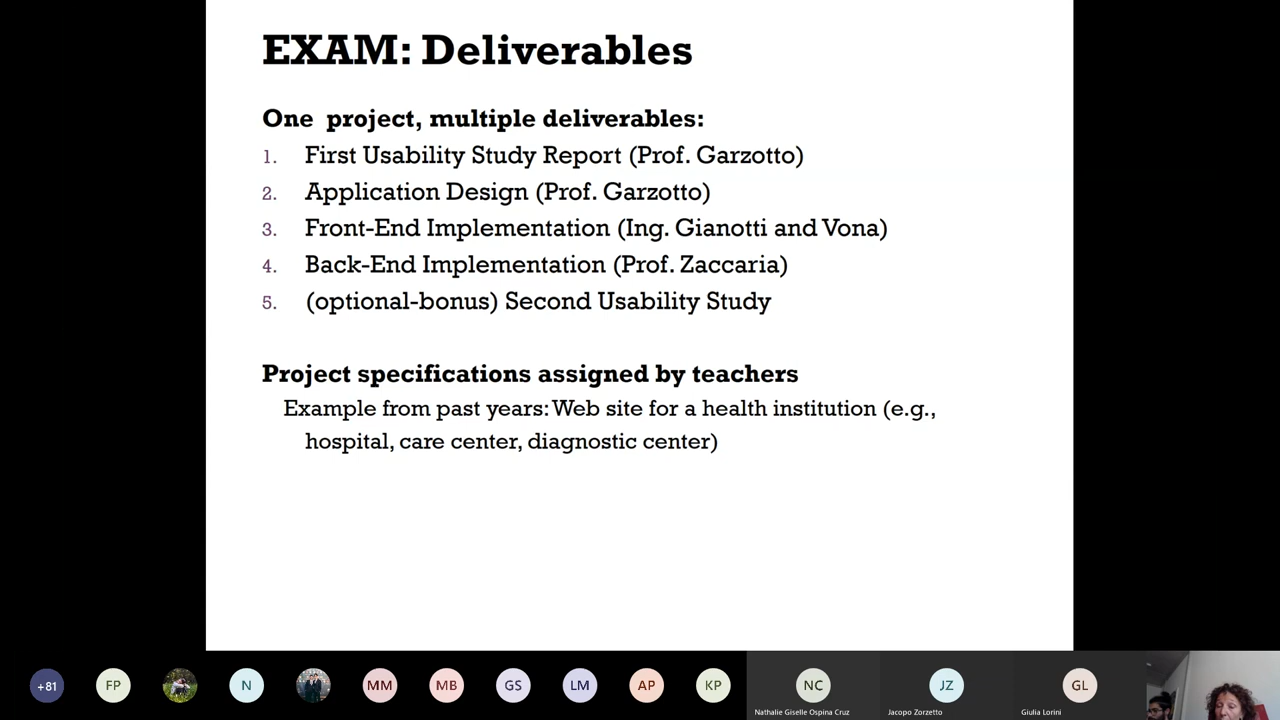 EXAM: Deliverables
One project, multiple deliverables:
1. First Usability Study Report (Prof. Garzotto)
2. Application Design (Prof. Garzotto)
3. Front-End Implementation (Ing. Gianotti and Vona)
4. Back-End Implementation (Prof. Zaccaria)
5. (optional-bonus) Second Usability Study
Project specifications assigned by teachers
Example from past years: Web site for a health institution (e.g.,
hospital, care center, diagnostic center)
+81 FP N MM MB GS LM AP KP NC JZ GL
Nathalie Giselle Ospina Cruz Jacopo Zorzetto Giulia Lorini